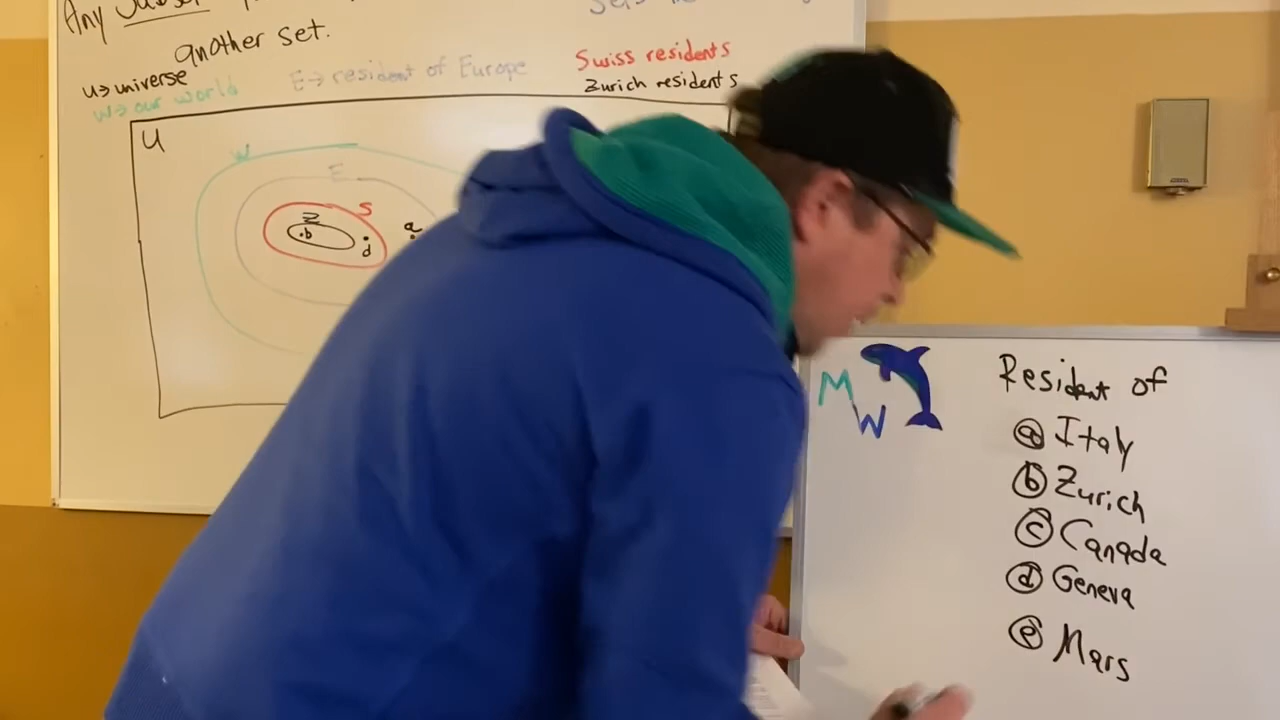 Any Subset
another set.
U→universe
W→our world
E→resident of Europe
Swiss residents
Zurich residents
U
W
E
S
Z
b
d
a
M
W
Resident of
a Italy
b Zurich
c Canada
d Geneva
e Mars